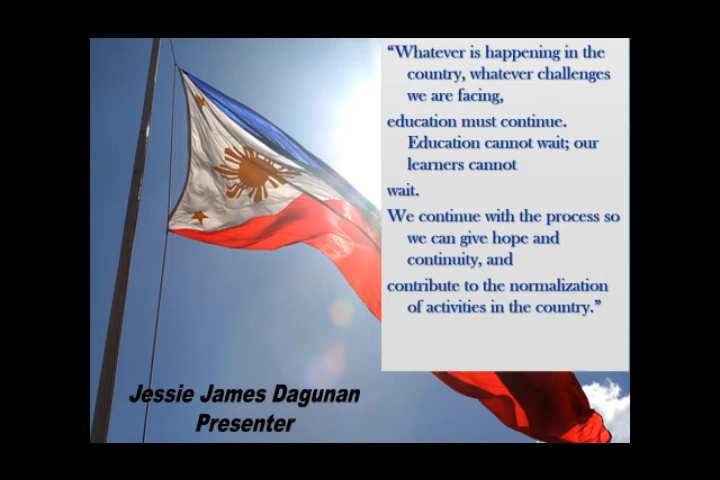 “Whatever is happening in the
country, whatever challenges
we are facing,
education must continue.
Education cannot wait; our
learners cannot
wait.
We continue with the process so
we can give hope and
continuity, and
contribute to the normalization
of activities in the country.”
Jessie James Dagunan
Presenter